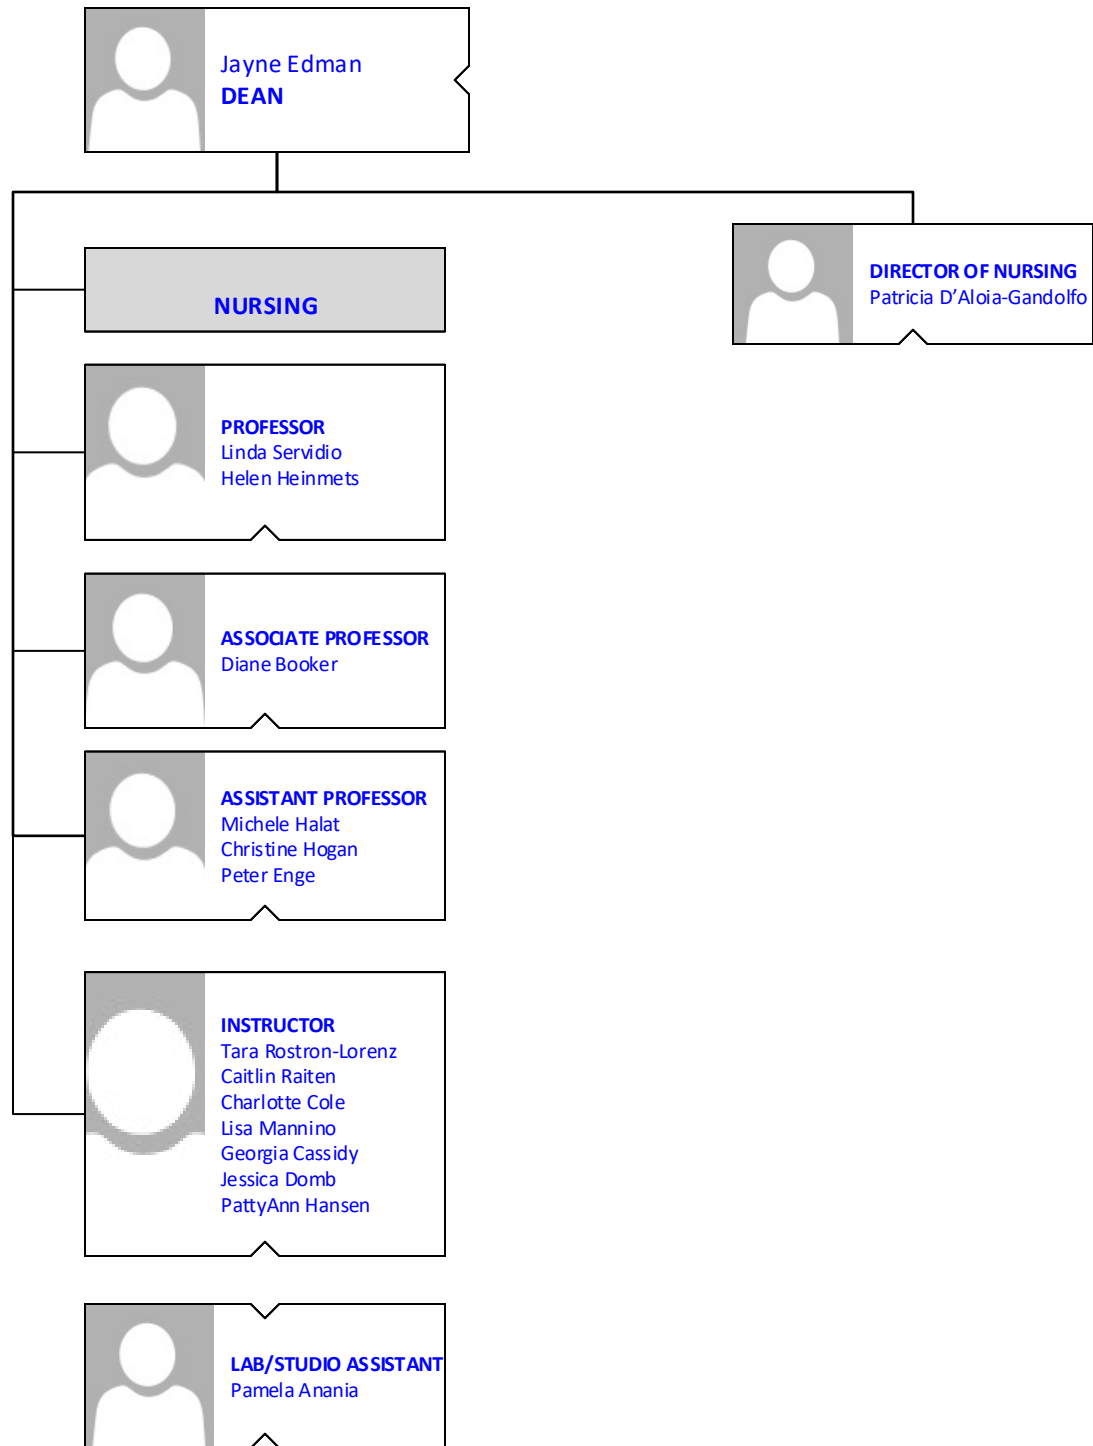 Jayne Edman
DEAN
DIRECTOR OF NURSING
Patricia D’Aloia-Gandolfo
NURSING
PROFESSOR
Linda Servidio
Helen Heinmets
ASSOCIATE PROFESSOR
Diane Booker
ASSISTANT PROFESSOR
Michele Halat
Christine Hogan
Peter Enge
INSTRUCTOR
Tara Rostron-Lorenz
Caitlin Raiten
Charlotte Cole
Lisa Mannino
Georgia Cassidy
Jessica Domb
PattyAnn Hansen
LAB/STUDIO ASSISTANT
Pamela Anania